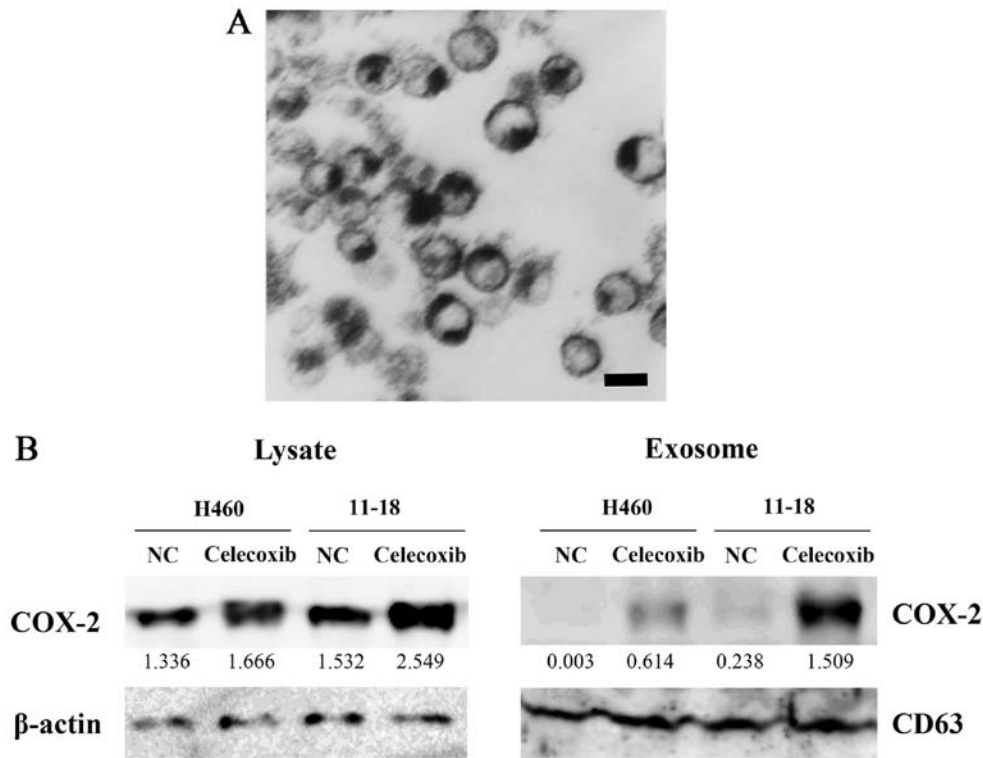 A
B
Lysate
Exosome
H460 11-18
H460 11-18
NC Celecoxib NC Celecoxib
NC Celecoxib NC Celecoxib
COX-2
COX-2
1.336 1.666 1.532 2.549
0.003 0.614 0.238 1.509
β-actin
CD63